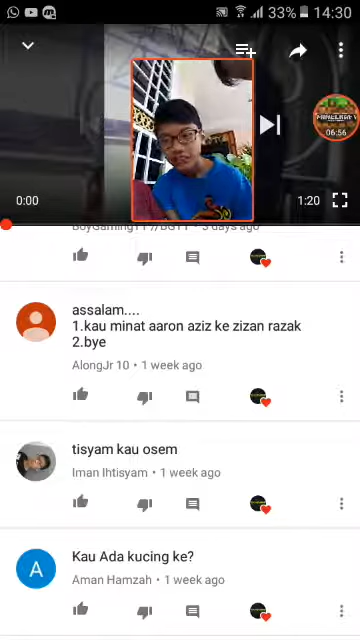 33% 14:30
06:56
0:00
1:20
assalam....
1.kau minat aaron aziz ke zizan razak
2.bye
AlongJr 10 • 1 week ago
tisyam kau osem
Iman Ihtisyam • 1 week ago
A
Kau Ada kucing ke?
Aman Hamzah • 1 week ago